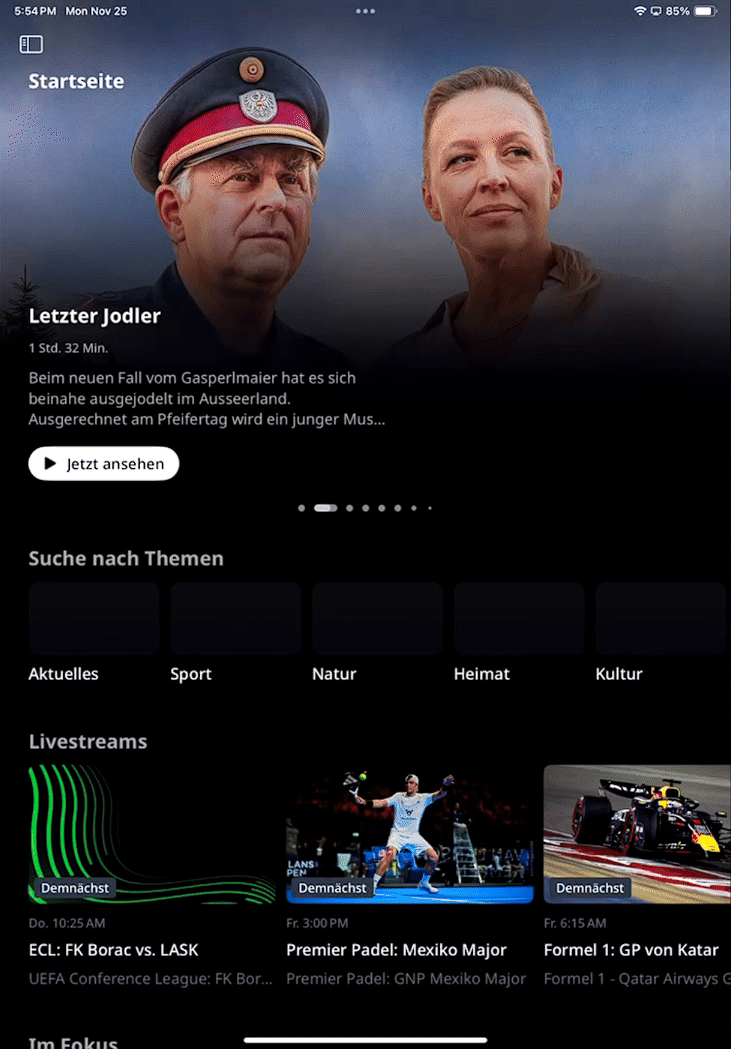 5:54 PM Mon Nov 25
85%
Startseite
Letzter Jodler
1 Std. 32 Min.
Beim neuen Fall vom Gasperlmaier hat es sich
beinahe ausgejodelt im Ausseerland.
Ausgerechnet am Pfeifertag wird ein junger Mus...
Jetzt ansehen
Suche nach Themen
Aktuelles Sport Natur Heimat Kultur
Livestreams
LANS
PEN
Demnächst Demnächst Demnächst
Do. 10:25 AM Fr. 3:00 PM Fr. 6:15 AM
ECL: FK Borac vs. LASK Premier Padel: Mexiko Major Formel 1: GP von Katar
UEFA Conference League: FK Bor... Premier Padel: GNP Mexiko Major Formel 1 - Qatar Airways G
Im Fokus